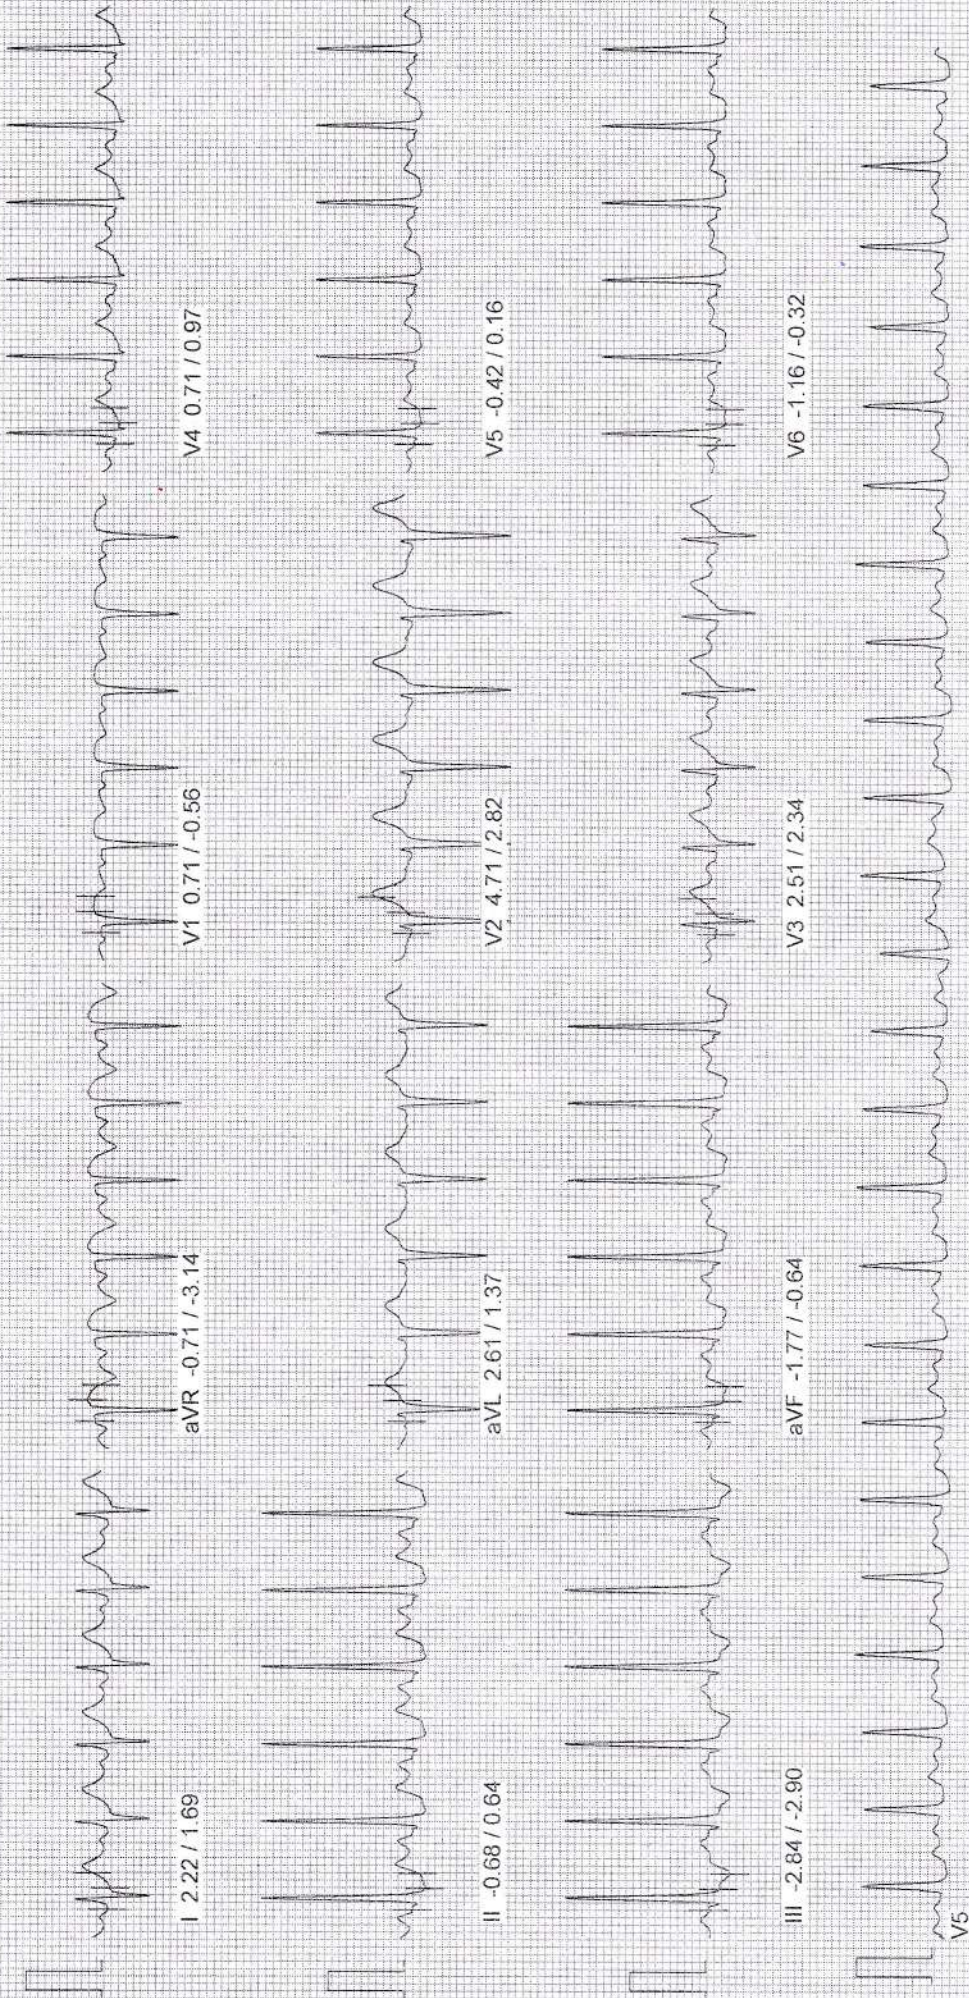 I 2.22 / 1.69
aVR -0.71 / -3.14
V1 0.71 / -0.56
V4 0.71 / 0.97
II -0.68 / 0.64
aVL 2.61 / 1.37
V2 4.71 / 2.82
V5 -0.42 / 0.16
III -2.84 / -2.90
aVF -1.77 / -0.64
V3 2.51 / 2.34
V6 -1.16 / -0.32
V5